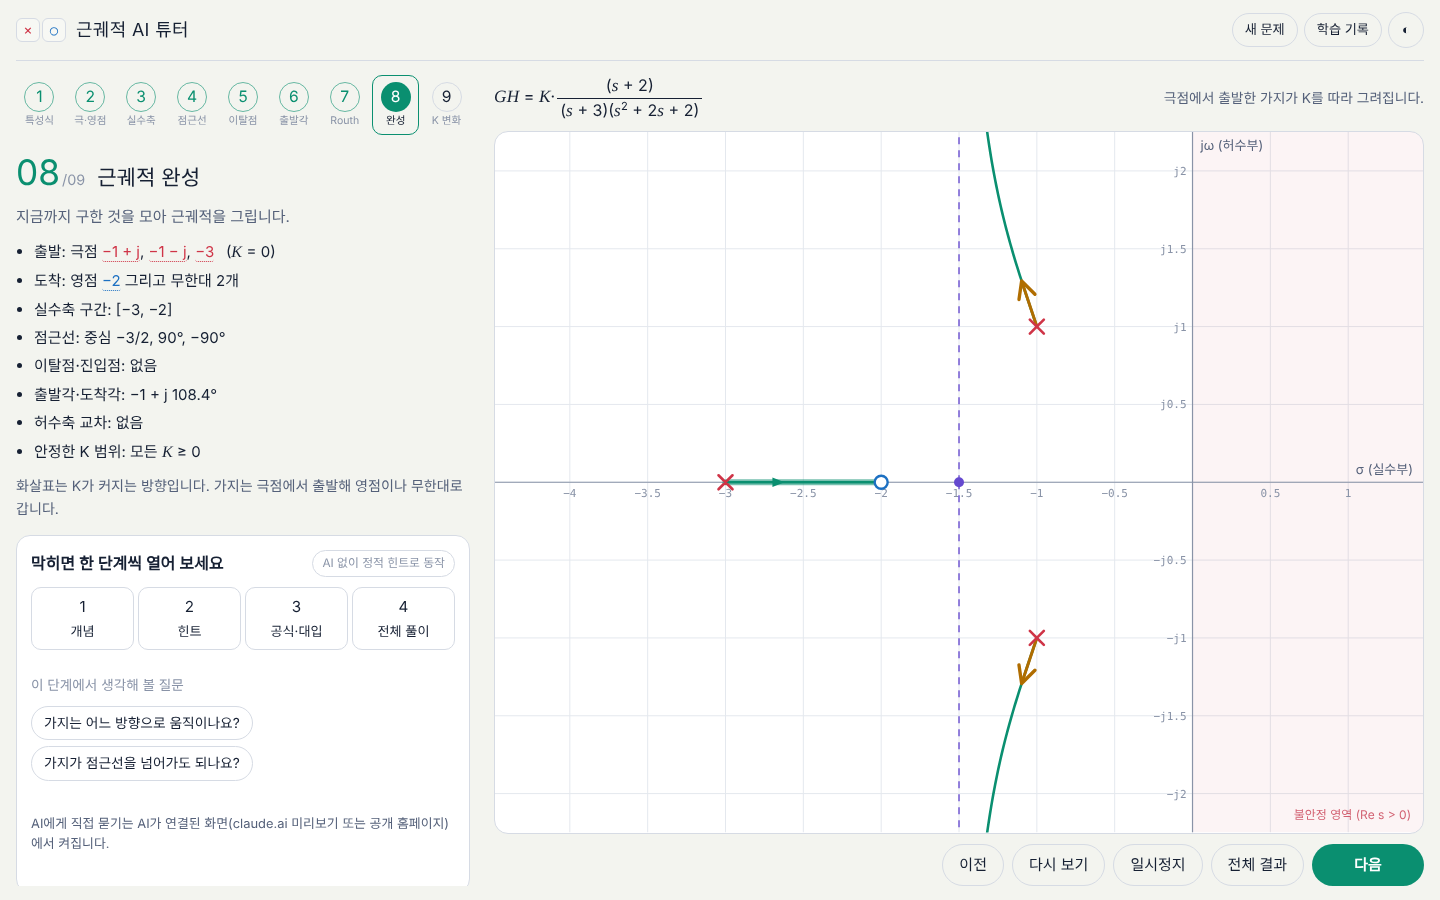 × ○ 근궤적 AI 튜터
새 문제
학습 기록
1 2 3 4 5 6 7 8 9
특성식 극·영점 실수축 점근선 이탈점 출발각 Routh 완성 K 변화
GH = K· (s + 2) / (s + 3)(s² + 2s + 2)
극점에서 출발한 가지가 K를 따라 그려집니다.
08/09 근궤적 완성
지금까지 구한 것을 모아 근궤적을 그립니다.
• 출발: 극점 −1 + j, −1 − j, −3 (K = 0)
• 도착: 영점 −2 그리고 무한대 2개
• 실수축 구간: [−3, −2]
• 점근선: 중심 −3/2, 90°, −90°
• 이탈점·진입점: 없음
• 출발각·도착각: −1 + j 108.4°
• 허수축 교차: 없음
• 안정한 K 범위: 모든 K ≥ 0
화살표는 K가 커지는 방향입니다. 가지는 극점에서 출발해 영점이나 무한대로
갑니다.
막히면 한 단계씩 열어 보세요
AI 없이 정적 힌트로 동작
1 2 3 4
개념 힌트 공식·대입 전체 풀이
이 단계에서 생각해 볼 질문
가지는 어느 방향으로 움직이나요?
가지가 점근선을 넘어가도 되나요?
AI에게 직접 묻기는 AI가 연결된 화면(claude.ai 미리보기 또는 공개 홈페이지)
에서 켜집니다.
jω (허수부)
j2
j1.5
j1
j0.5
σ (실수부)
−4 −3.5 −3 −2.5 −2 −1.5 −1 −0.5 0.5 1
−j0.5
−j1
−j1.5
−j2
불안정 영역 (Re s > 0)
이전 다시 보기 일시정지 전체 결과 다음